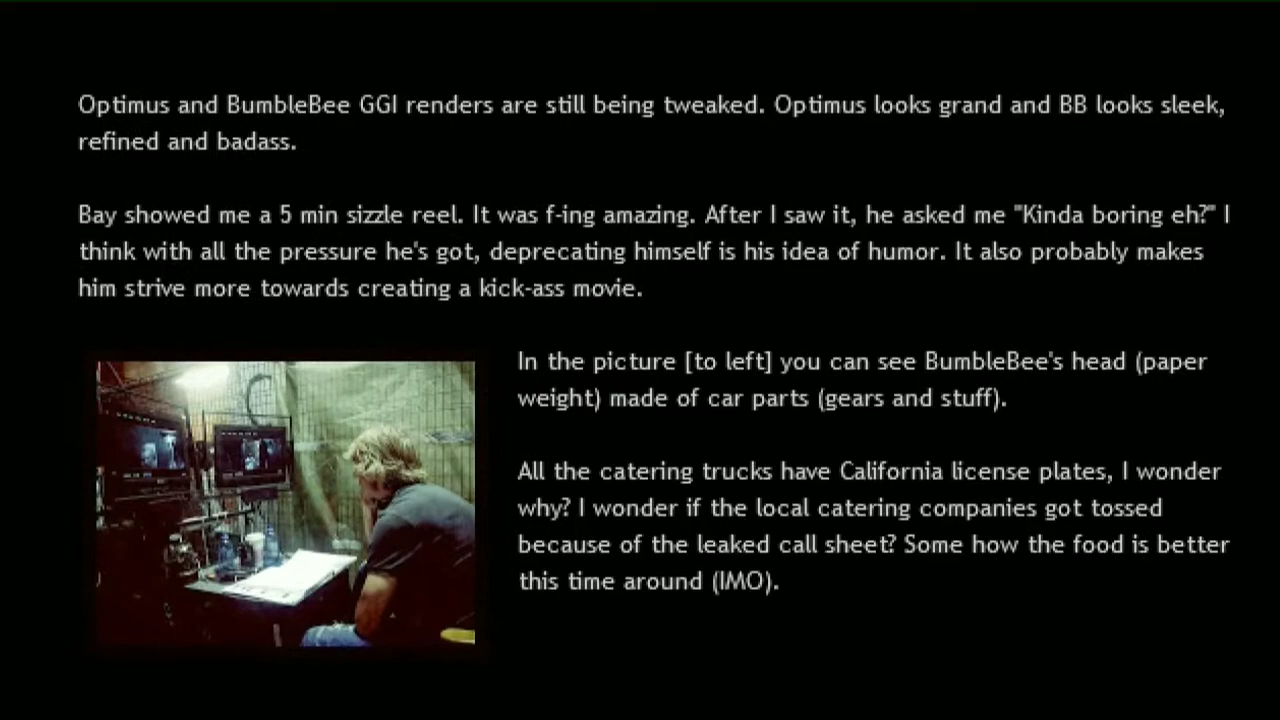 Optimus and BumbleBee GGI renders are still being tweaked. Optimus looks grand and BB looks sleek,
refined and badass.
Bay showed me a 5 min sizzle reel. It was f-ing amazing. After I saw it, he asked me "Kinda boring eh?" I
think with all the pressure he's got, deprecating himself is his idea of humor. It also probably makes
him strive more towards creating a kick-ass movie.
In the picture [to left] you can see BumbleBee's head (paper
weight) made of car parts (gears and stuff).
All the catering trucks have California license plates, I wonder
why? I wonder if the local catering companies got tossed
because of the leaked call sheet? Some how the food is better
this time around (IMO).